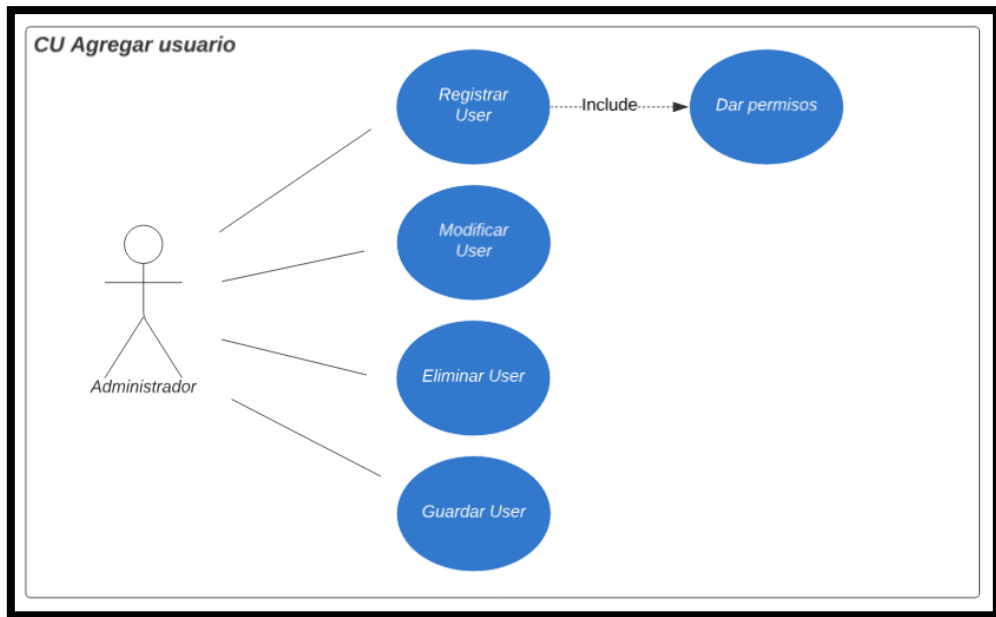 CU Agregar usuario
Registrar
User
Include
Dar permisos
Modificar
User
Administrador
Eliminar User
Guardar User